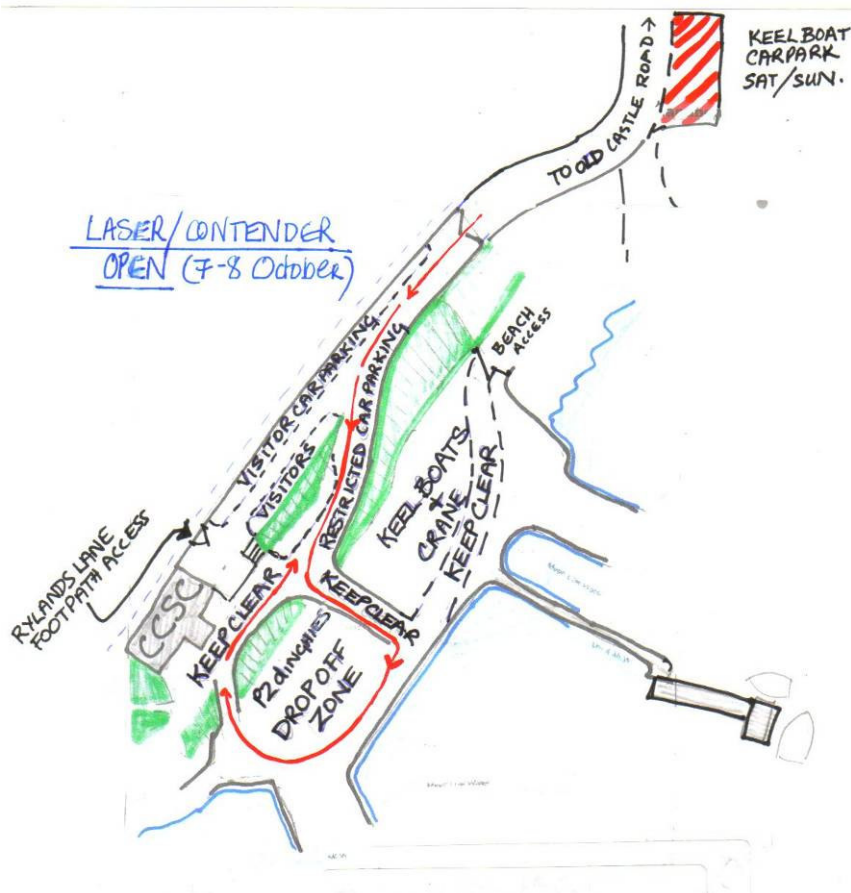 KEEL BOAT
CARPARK
SAT/SUN.
TO OLD CASTLE ROAD →
LASER/CONTENDER
OPEN (7-8 October)
BEACH
ACCESS
VISITOR CAR PARKING
RESTRICTED CAR PARKING
VISITORS
KEEL BOATS
+
CRANE
KEEP CLEAR
RYLANDS LANE
FOOTPATH ACCESS
CCSC
KEEP CLEAR
KEEP CLEAR
P2 dinghies
DROP OFF
ZONE